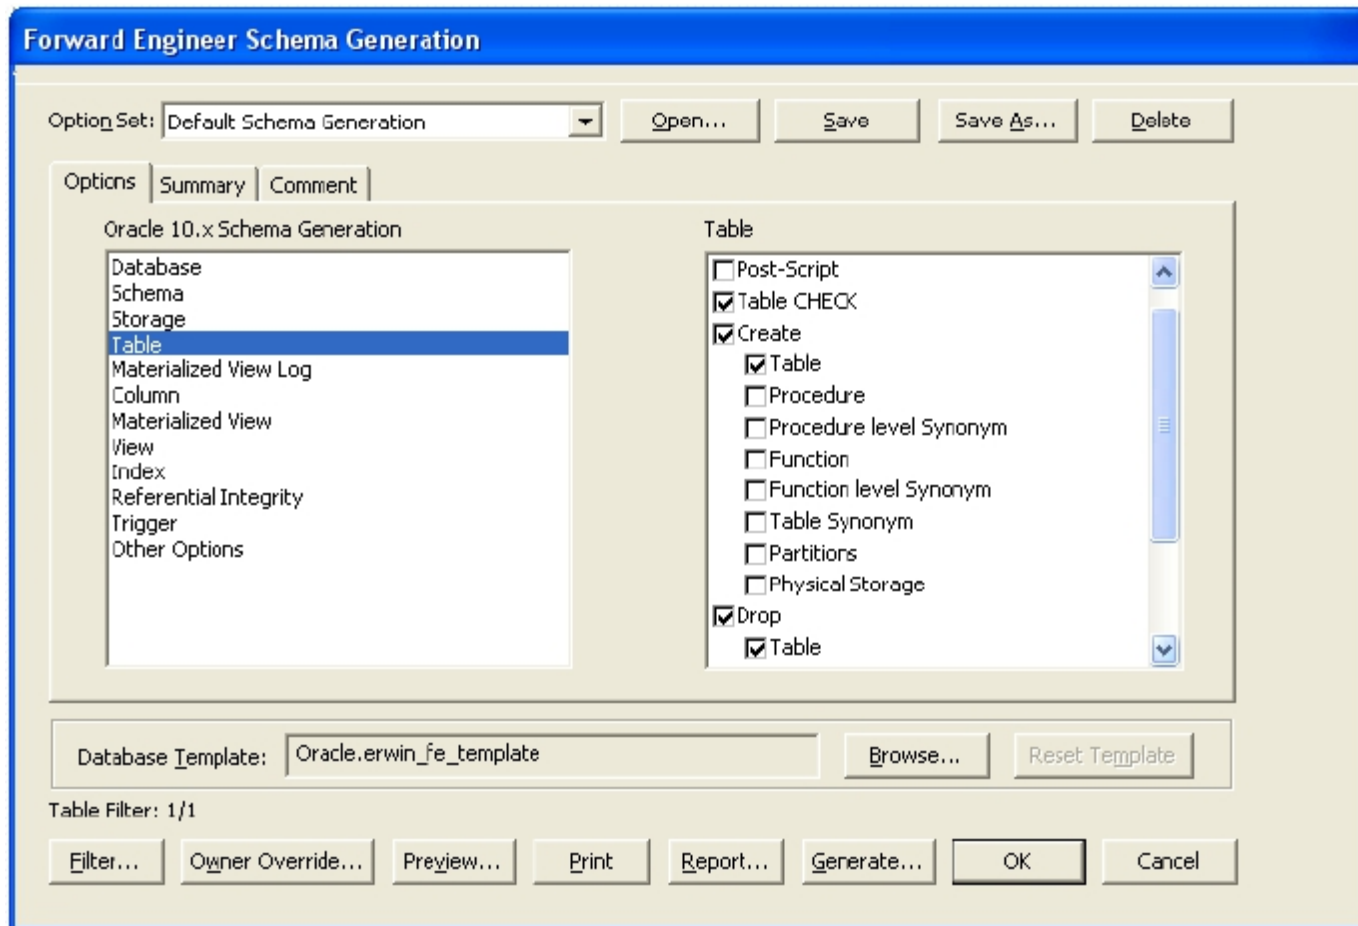 Forward Engineer Schema Generation
Option Set: Default Schema Generation Open... Save Save As... Delete
Options Summary Comment
Oracle 10.x Schema Generation
Database
Schema
Storage
Table
Materialized View Log
Column
Materialized View
View
Index
Referential Integrity
Trigger
Other Options
Table
Post-Script
Table CHECK
Create
Table
Procedure
Procedure level Synonym
Function
Function level Synonym
Table Synonym
Partitions
Physical Storage
Drop
Table
Database Template: Oracle.erwin_fe_template Browse... Reset Template
Table Filter: 1/1
Filter... Owner Override... Preview... Print Report... Generate... OK Cancel